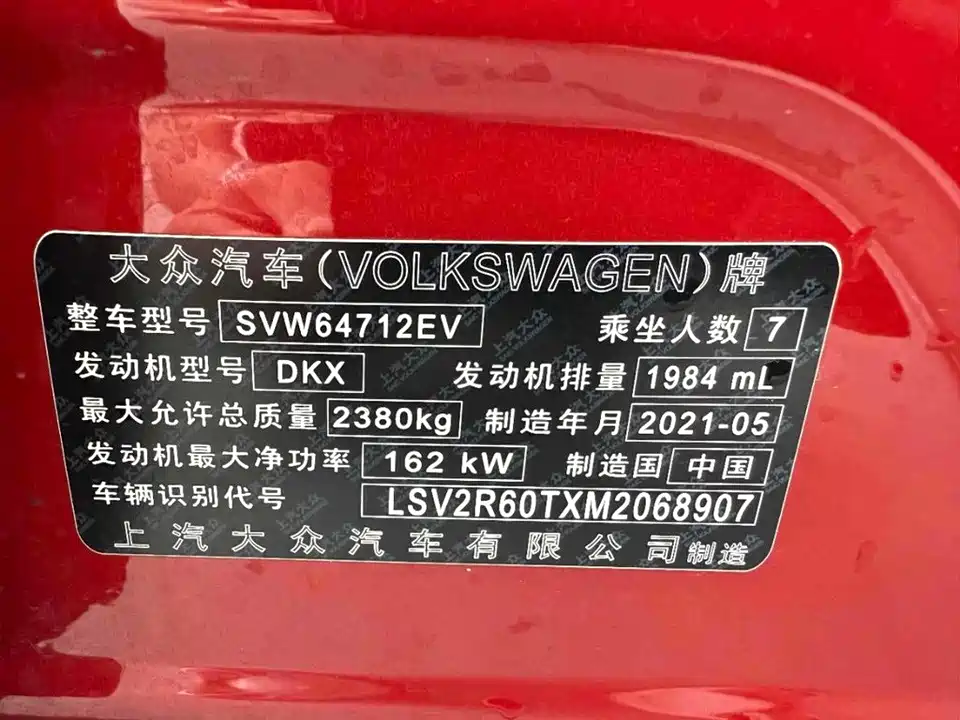 大众汽车(VOLKSWAGEN)牌
整车型号 SVW64712EV 乘坐人数 7
发动机型号 DKX 发动机排量 1984 mL
最大允许总质量 2380kg 制造年月 2021-05
发动机最大净功率 162 kW 制造国 中国
车辆识别代号 LSV2R60TXM2068907
上汽大众汽车有限公司制造